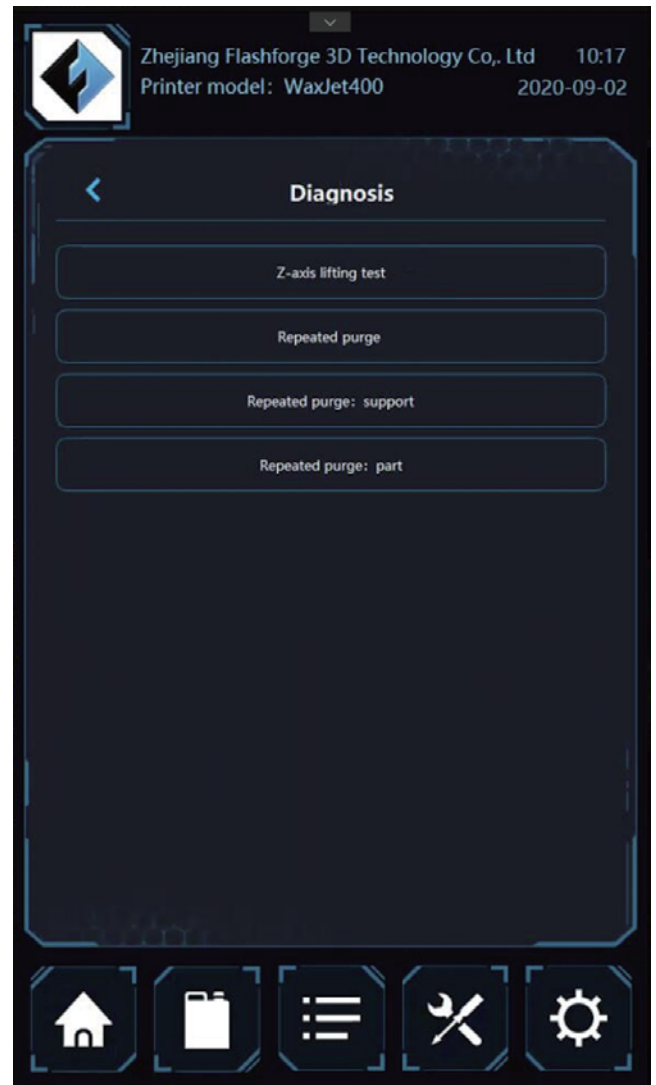 Zhejiang Flashforge 3D Technology Co,. Ltd 10:17
Printer model: WaxJet400 2020-09-02
Diagnosis
Z-axis lifting test
Repeated purge
Repeated purge: support
Repeated purge: part